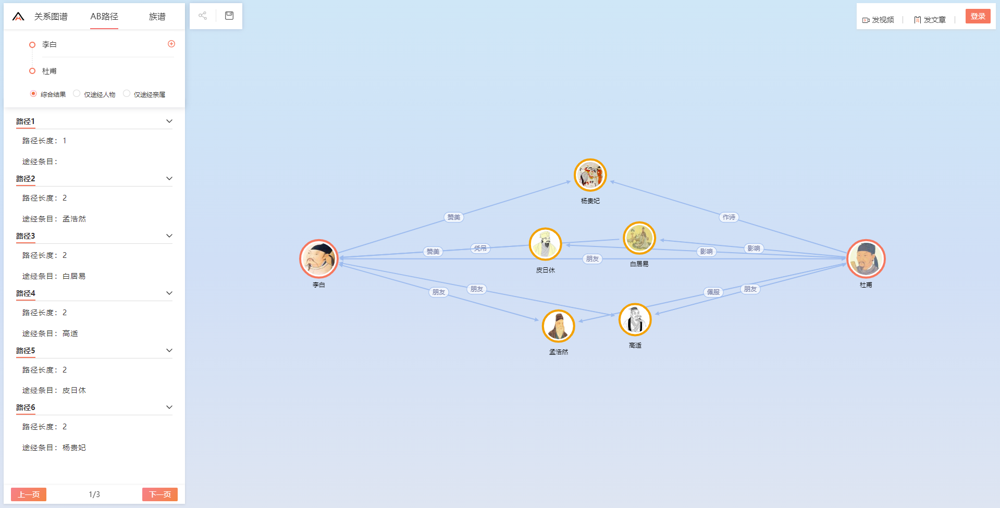 关系图谱 AB路径 族谱
发视频 发文章 登录
李白
杜甫
综合结果 仅途经人物 仅途经亲属
路径1
路径长度：1
途经条目：
路径2
路径长度：2
途经条目：孟浩然
路径3
路径长度：2
途经条目：白居易
路径4
路径长度：2
途经条目：高适
路径5
路径长度：2
途经条目：皮日休
路径6
路径长度：2
途经条目：杨贵妃
上一页 1/3 下一页
杨贵妃
赞美 作诗
赞美 凭吊 影响 影响
朋友
白居易
皮日休
李白 杜甫
朋友 朋友 佩服 朋友
高适
孟浩然